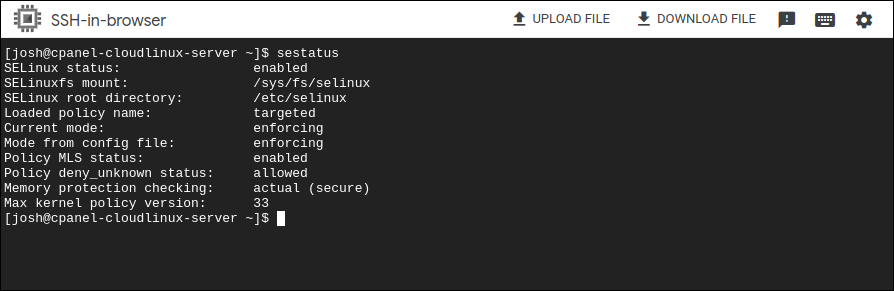 SSH-in-browser UPLOAD FILE DOWNLOAD FILE
[josh@cpanel-cloudlinux-server ~]$ sestatus
SELinux status:                 enabled
SELinuxfs mount:                /sys/fs/selinux
SELinux root directory:         /etc/selinux
Loaded policy name:             targeted
Current mode:                   enforcing
Mode from config file:          enforcing
Policy MLS status:              enabled
Policy deny_unknown status:     allowed
Memory protection checking:     actual (secure)
Max kernel policy version:      33
[josh@cpanel-cloudlinux-server ~]$